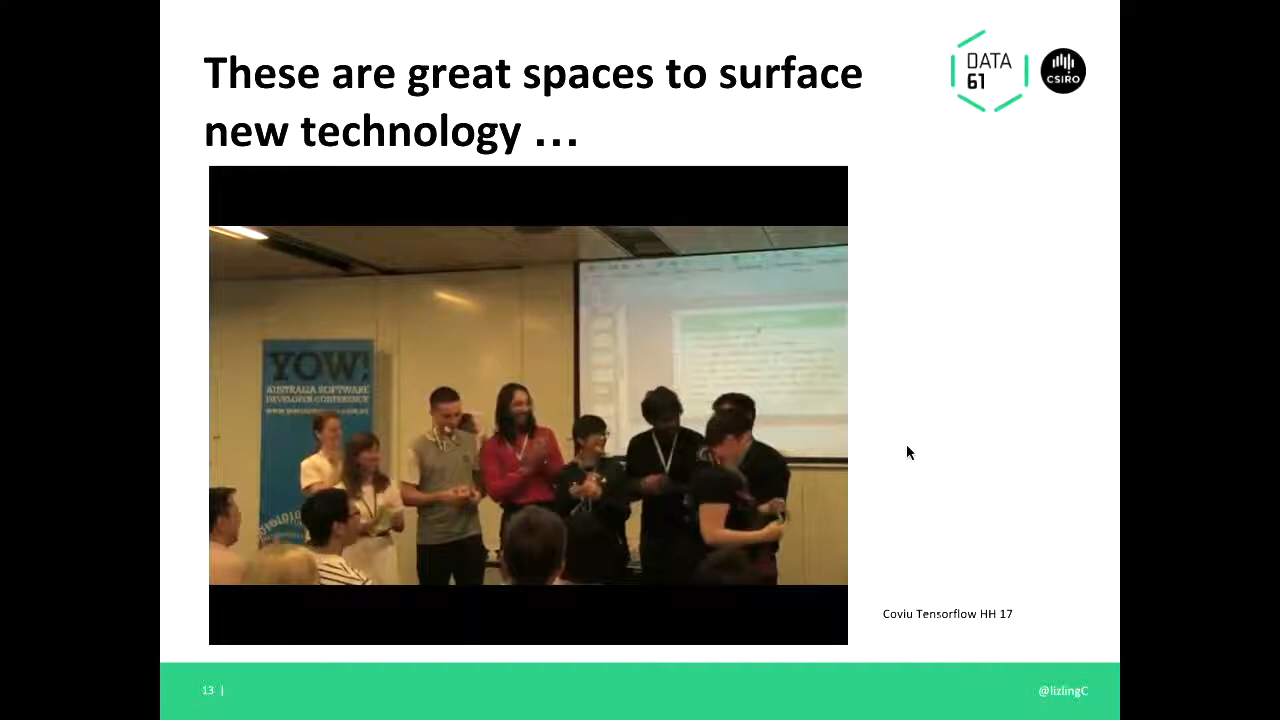 These are great spaces to surface
new technology ...
DATA
61
CSIRO
YOW!
AUSTRALIA SOFTWARE
DEVELOPER CONFERENCE
Coviu Tensorflow HH 17
13 |
@lizlingC